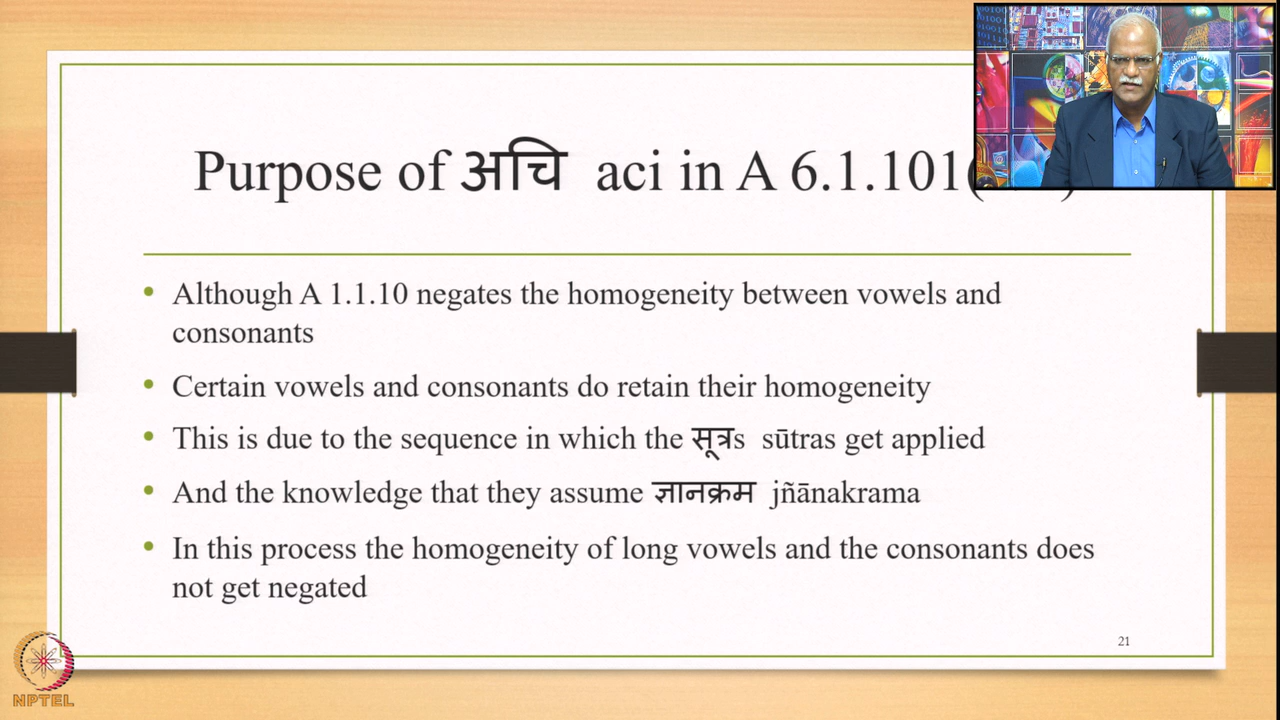 Purpose of अचि aci in A 6.1.101(
• Although A 1.1.10 negates the homogeneity between vowels and
consonants
• Certain vowels and consonants do retain their homogeneity
• This is due to the sequence in which the सूत्रs sūtras get applied
• And the knowledge that they assume ज्ञानक्रम jñānakrama
• In this process the homogeneity of long vowels and the consonants does
not get negated
21
NPTEL